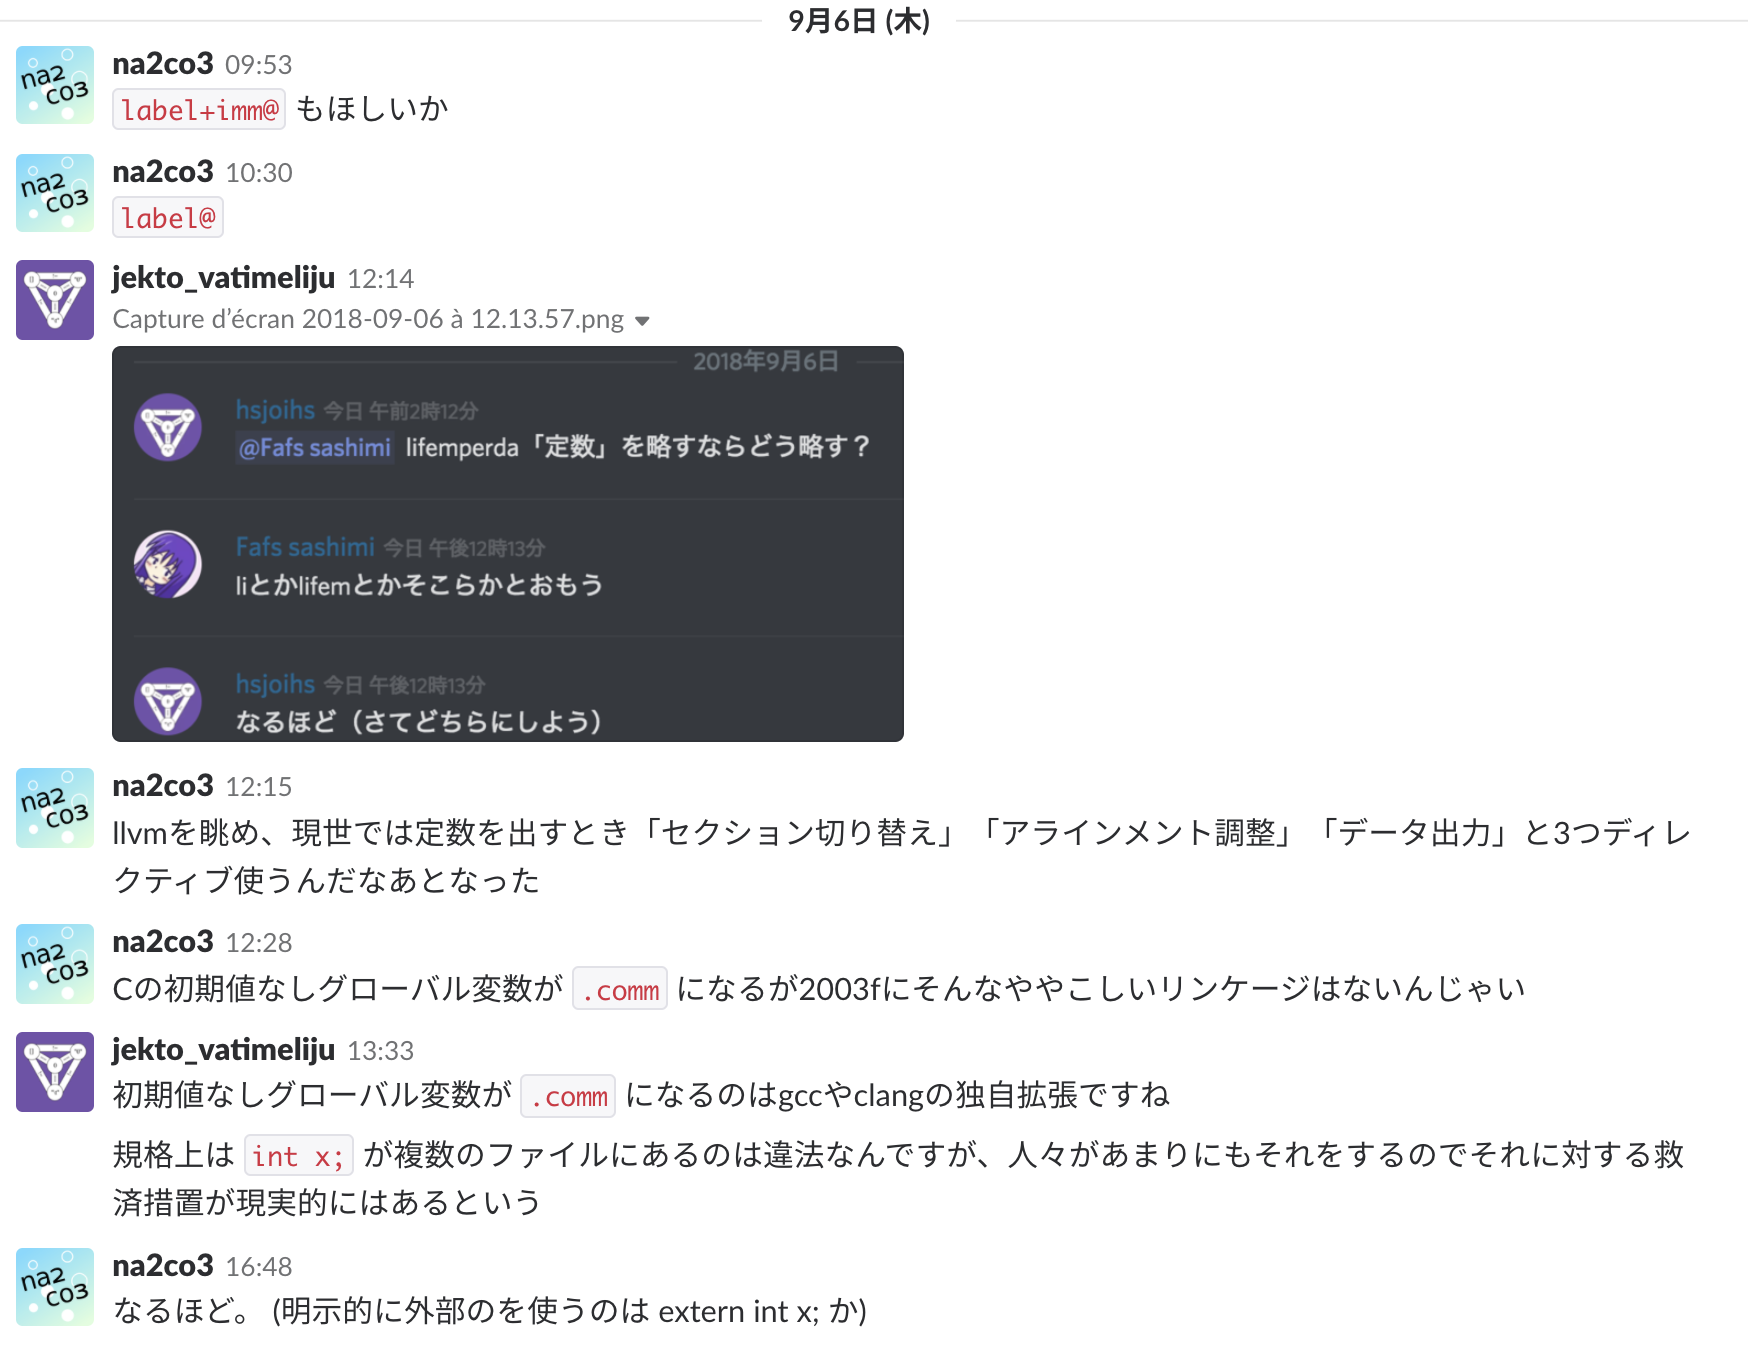 9月6日 (木)
na2co3 09:53
label+imm@ もほしいか
na2co3 10:30
label@
jekto_vatimeliju 12:14
Capture d’écran 2018-09-06 à 12.13.57.png
2018年9月6日
hsjoihs 今日 午前2時12分
@Fafs sashimi lifemperda「定数」を略すならどう略す？
Fafs sashimi 今日 午後12時13分
liとかlifemとかそこらかとおもう
hsjoihs 今日 午後12時13分
なるほど（さてどちらにしよう）
na2co3 12:15
llvmを眺め、現世では定数を出すとき「セクション切り替え」「アラインメント調整」「データ出力」と3つディレ
クティブ使うんだなあとなった
na2co3 12:28
Cの初期値なしグローバル変数が .comm になるが2003fにそんなややこしいリンケージはないんじゃい
jekto_vatimeliju 13:33
初期値なしグローバル変数が .comm になるのはgccやclangの独自拡張ですね
規格上は int x; が複数のファイルにあるのは違法なんですが、人々があまりにもそれをするのでそれに対する救
済措置が現実的にはあるという
na2co3 16:48
なるほど。 (明示的に外部のを使うのは extern int x; か)